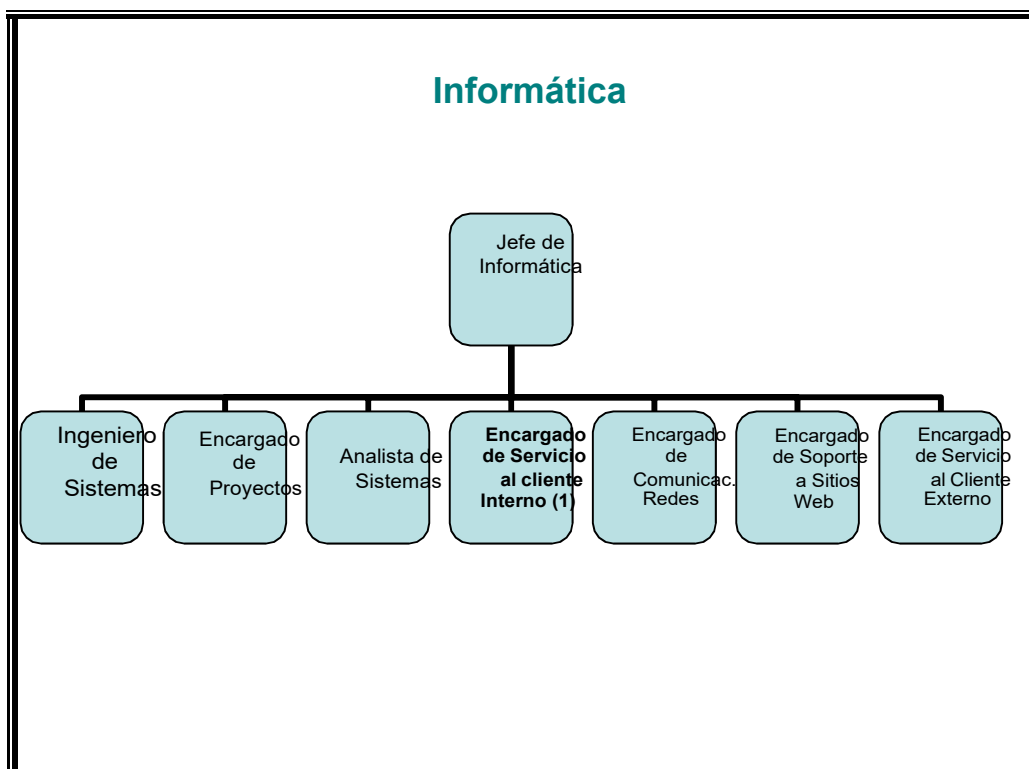 Informática
Jefe de
Informática
Ingeniero
de
Sistemas
Encargado
de
Proyectos
Analista de
Sistemas
Encargado
de Servicio
al cliente
Interno (1)
Encargado
de
Comunicac.
Redes
Encargado
de Soporte
a Sitios
Web
Encargado
de Servicio
al Cliente
Externo